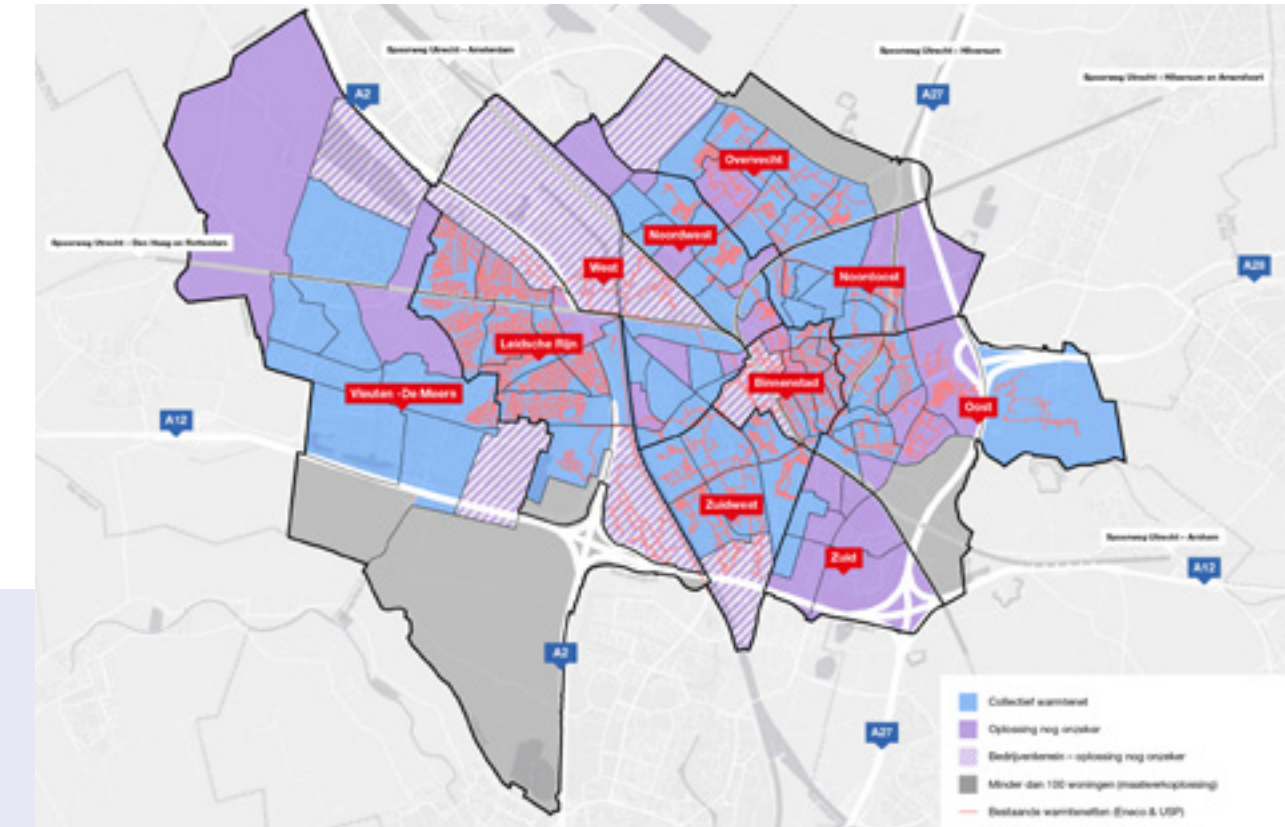 Spoorweg Utrecht - Amsterdam
Spoorweg Utrecht - Hilversum
Spoorweg Utrecht - Hilversum en Amersfoort
A2
A27
Overvecht
Noordwest
Spoorweg Utrecht - Den Haag en Rotterdam
West
Noordoost
A28
Leidsche Rijn
Binnenstad
Vleuten -De Meern
Oost
A12
Zuidwest
Spoorweg Utrecht - Arnhem
Zuid
A12
A2
A27
Collectief warmtenet
Oplossing nog onzeker
Bedrijventerrein - oplossing nog onzeker
Minder dan 100 woningen (maatwerkoplossing)
Bestaande warmtenetten (Eneco & USP)